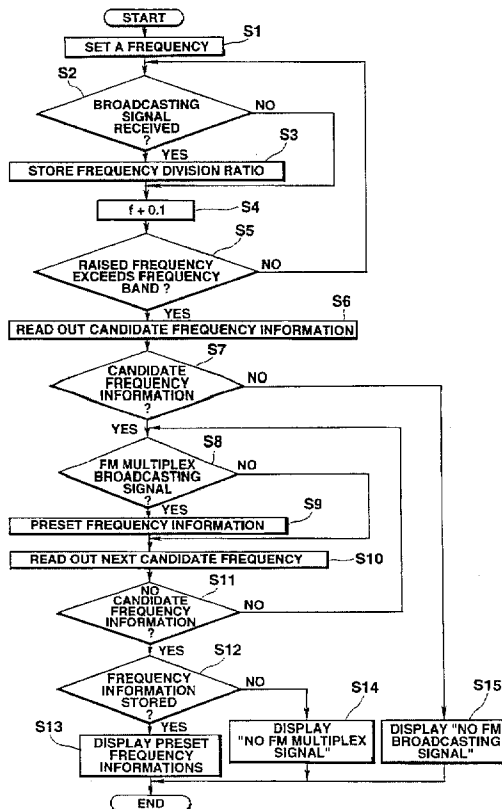 START
S1
SET A FREQUENCY
S2
BROADCASTING
SIGNAL
RECEIVED
?
NO
YES
S3
STORE FREQUENCY DIVISION RATIO
S4
f + 0.1
S5
RAISED FREQUENCY
EXCEEDS FREQUENCY
BAND ?
NO
YES
S6
READ OUT CANDIDATE FREQUENCY INFORMATION
S7
CANDIDATE
FREQUENCY
INFORMATION
?
NO
YES
S8
FM MULTIPLEX
BROADCASTING
SIGNAL
?
NO
YES
S9
PRESET FREQUENCY INFORMATION
READ OUT NEXT CANDIDATE FREQUENCY
S10
S11
NO
CANDIDATE
FREQUENCY
INFORMATION
?
NO
YES
S12
FREQUENCY
INFORMATION
STORED
?
NO
YES
S13
DISPLAY PRESET
FREQUENCY
INFORMATIONS
S14
DISPLAY
"NO FM MULTIPLEX
SIGNAL"
S15
DISPLAY "NO FM
BROADCASTING
SIGNAL"
END